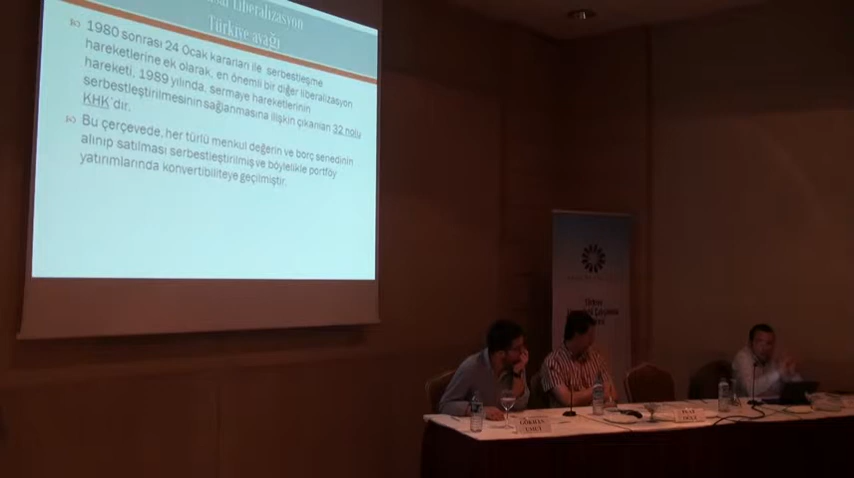 Liberalizasyon
Türkiye ayağı
1980 sonrası 24 Ocak kararları ile serbestleşme
hareketlerine ek olarak, en önemli bir diğer liberalizasyon
hareketi, 1989 yılında, sermaye hareketlerinin
serbestleştirilmesinin sağlanmasına ilişkin çıkarılan 32 nolu
KHK'dır.
Bu çerçevede, her türlü menkul değerin ve borç senedinin
alınıp satılması serbestleştirilmiş ve böylelikle portföy
yatırımlarında konvertibiliteye geçilmiştir.
GÖKHAN